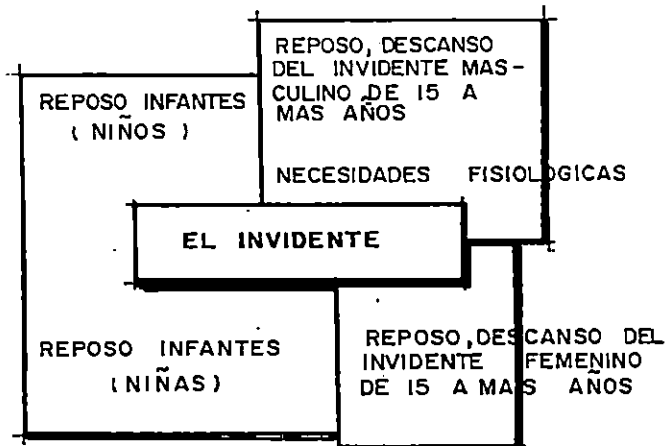 REPOSO, DESCANSO
DEL INVIDENTE MAS-
CULINO DE 15 A
MAS AÑOS
NECESIDADES FISIOLOGICAS
REPOSO INFANTES
( NIÑOS )
EL INVIDENTE
REPOSO INFANTES
(NIÑAS)
REPOSO, DESCANSO DEL
INVIDENTE FEMENINO
DE 15 A MAS AÑOS